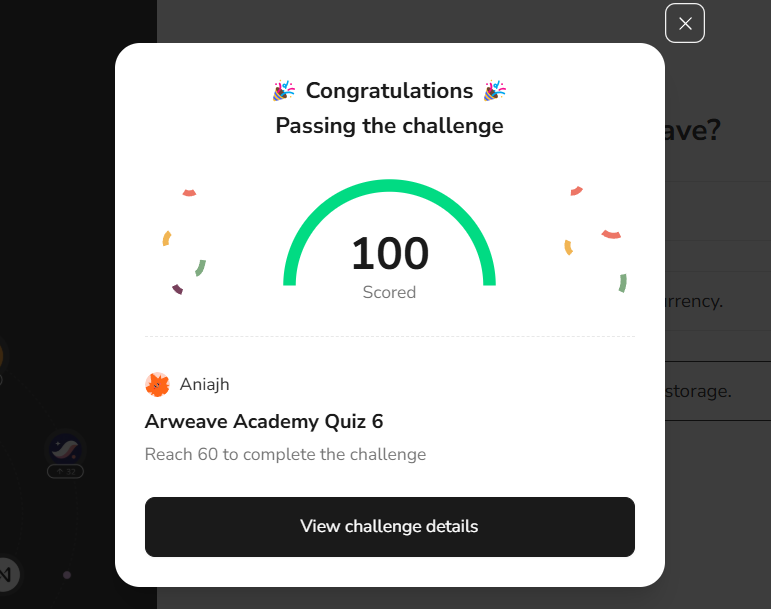 Congratulations
Passing the challenge
ave?
100
Scored
rrency.
Aniajh
storage.
Arweave Academy Quiz 6
Reach 60 to complete the challenge
View challenge details